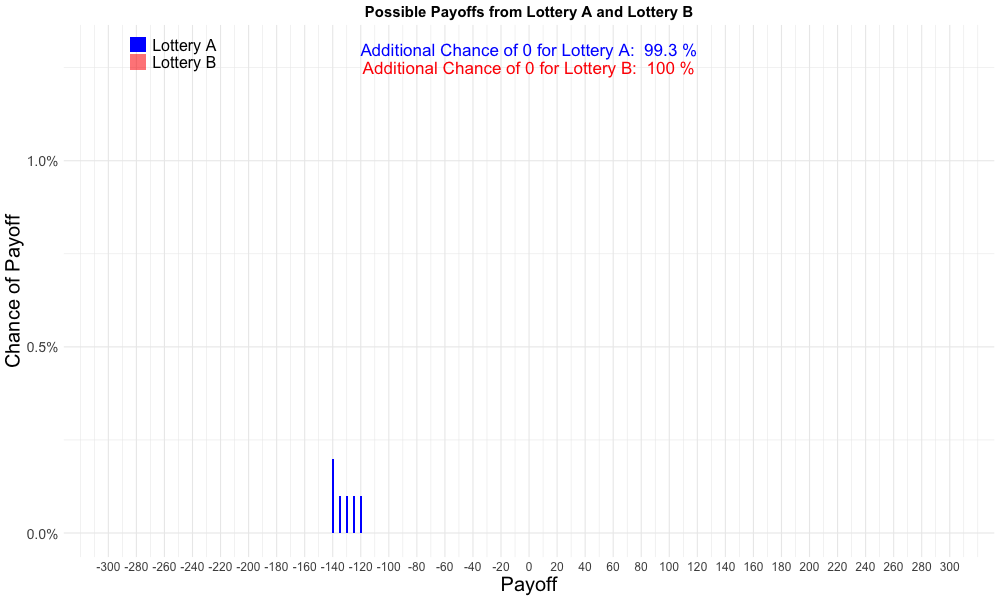 Possible Payoffs from Lottery A and Lottery B
Lottery A
Lottery B
Additional Chance of 0 for Lottery A:  99.3 %
Additional Chance of 0 for Lottery B:  100 %
Chance of Payoff
1.0%
0.5%
0.0%
-300 -280 -260 -240 -220 -200 -180 -160 -140 -120 -100 -80 -60 -40 -20 0 20 40 60 80 100 120 140 160 180 200 220 240 260 280 300
Payoff